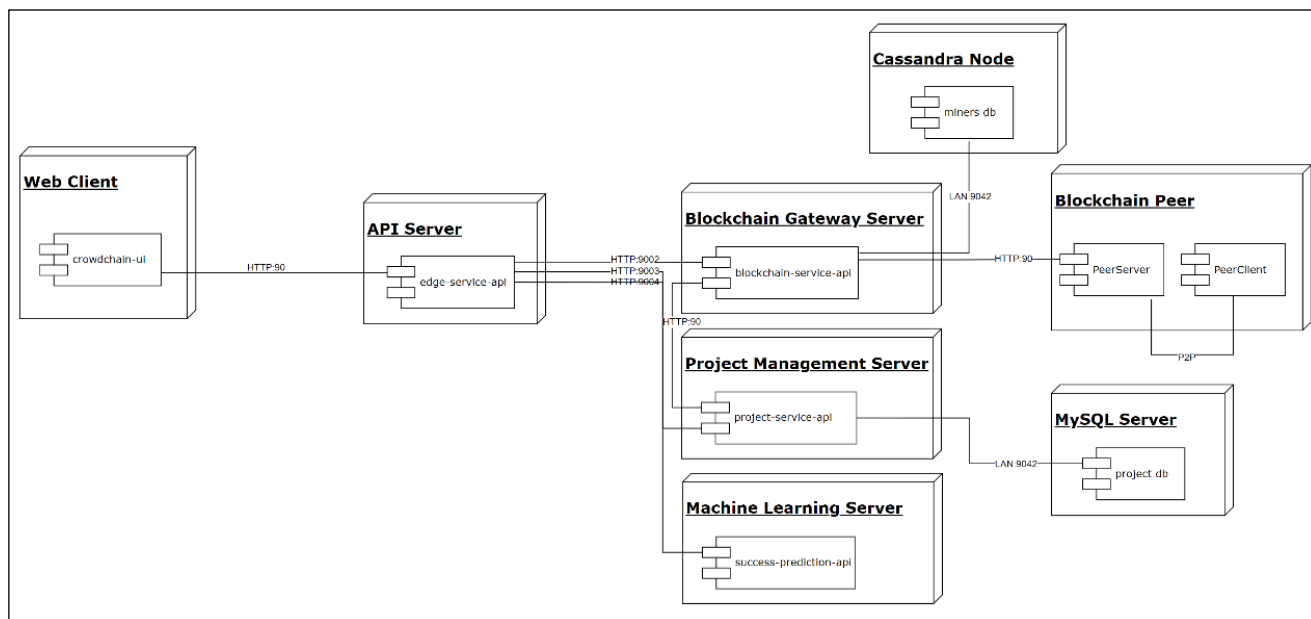 Cassandra Node
miners db
Web Client
crowdchain-ui
HTTP:90
API Server
edge-service-api
HTTP:9002
HTTP:9003
HTTP:9004
Blockchain Gateway Server
blockchain-service-api
LAN:9042
HTTP:90
Blockchain Peer
PeerServer
PeerClient
P2P
HTTP:90
Project Management Server
project-service-api
LAN:9042
MySQL Server
project db
Machine Learning Server
success-prediction-api